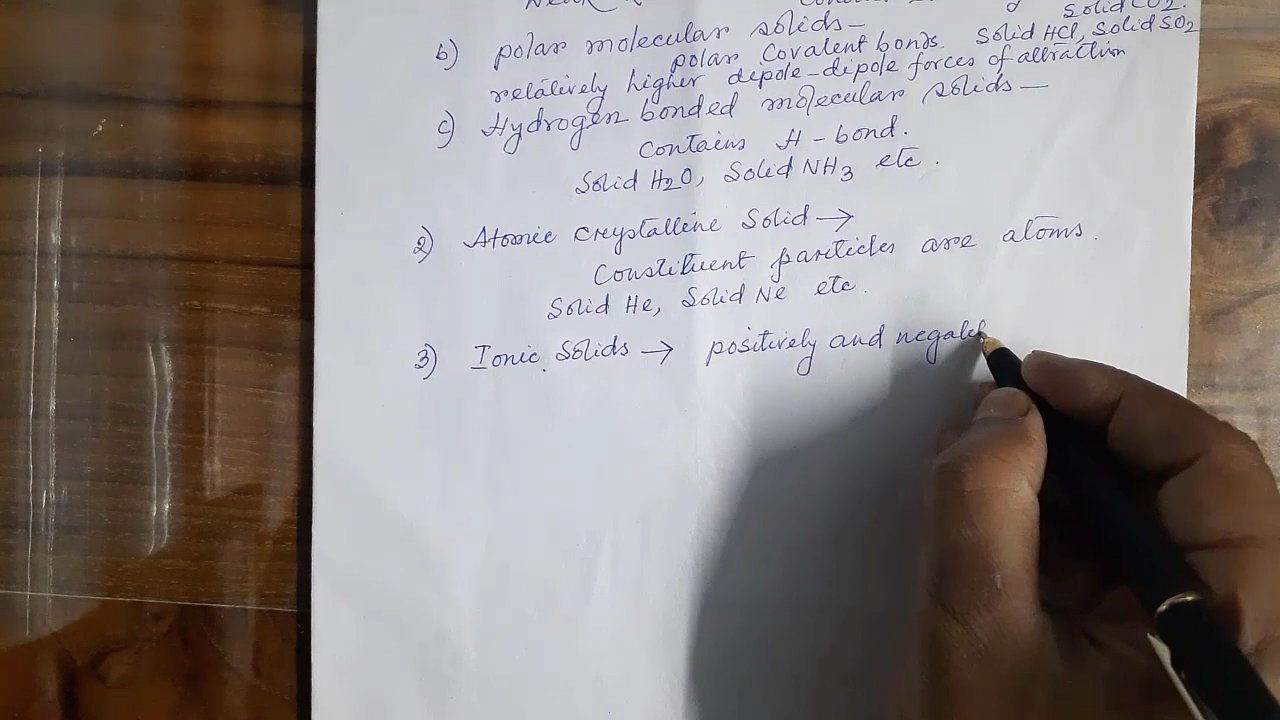 Solid CO2.
b) polar molecular solids—
polar Covalent bonds. Solid HCl, Solid SO2
relatively higher dipole-dipole forces of attraction
c) Hydrogen bonded molecular solids —
Contains H-bond.
Solid H2O, Solid NH3 etc.
2) Atomic crystalline Solid →
Constituent particles are atoms.
Solid He, Solid Ne etc.
3) Ionic Solids → positively and